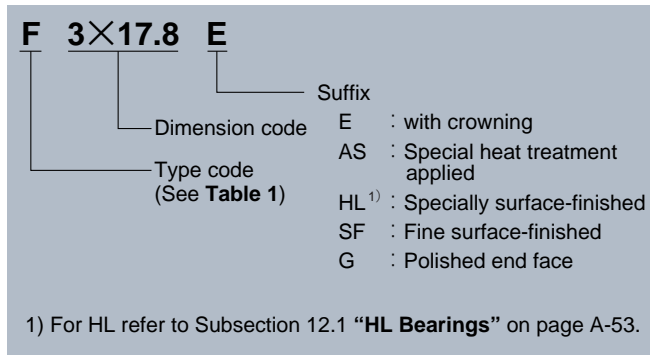 F 3×17.8 E
Suffix
Dimension code
Type code
(See Table 1)
E : with crowning
AS : Special heat treatment
applied
HL1) : Specially surface-finished
SF : Fine surface-finished
G : Polished end face
1) For HL refer to Subsection 12.1 “HL Bearings” on page A-53.